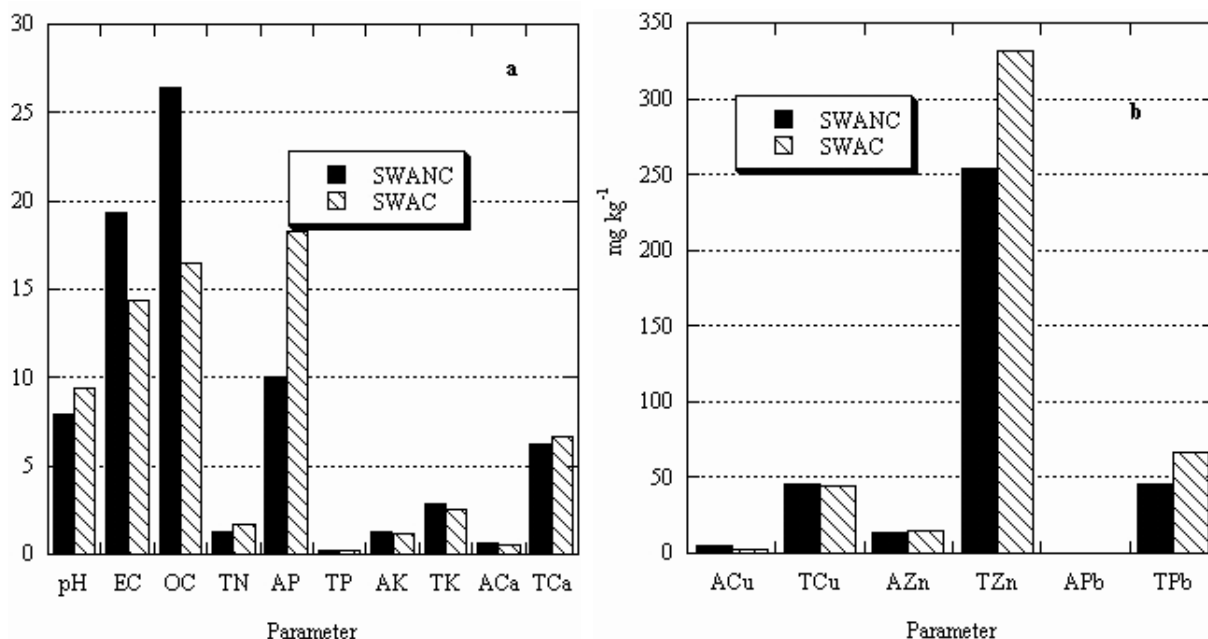 30
25
20
15
10
5
0
a
SWANC
SWAC
pH EC OC TN AP TP AK TK ACa TCa
Parameter
350
300
250
200
150
100
50
0
mg kg⁻¹
b
SWANC
SWAC
ACu TCu AZn TZn APb TPb
Parameter